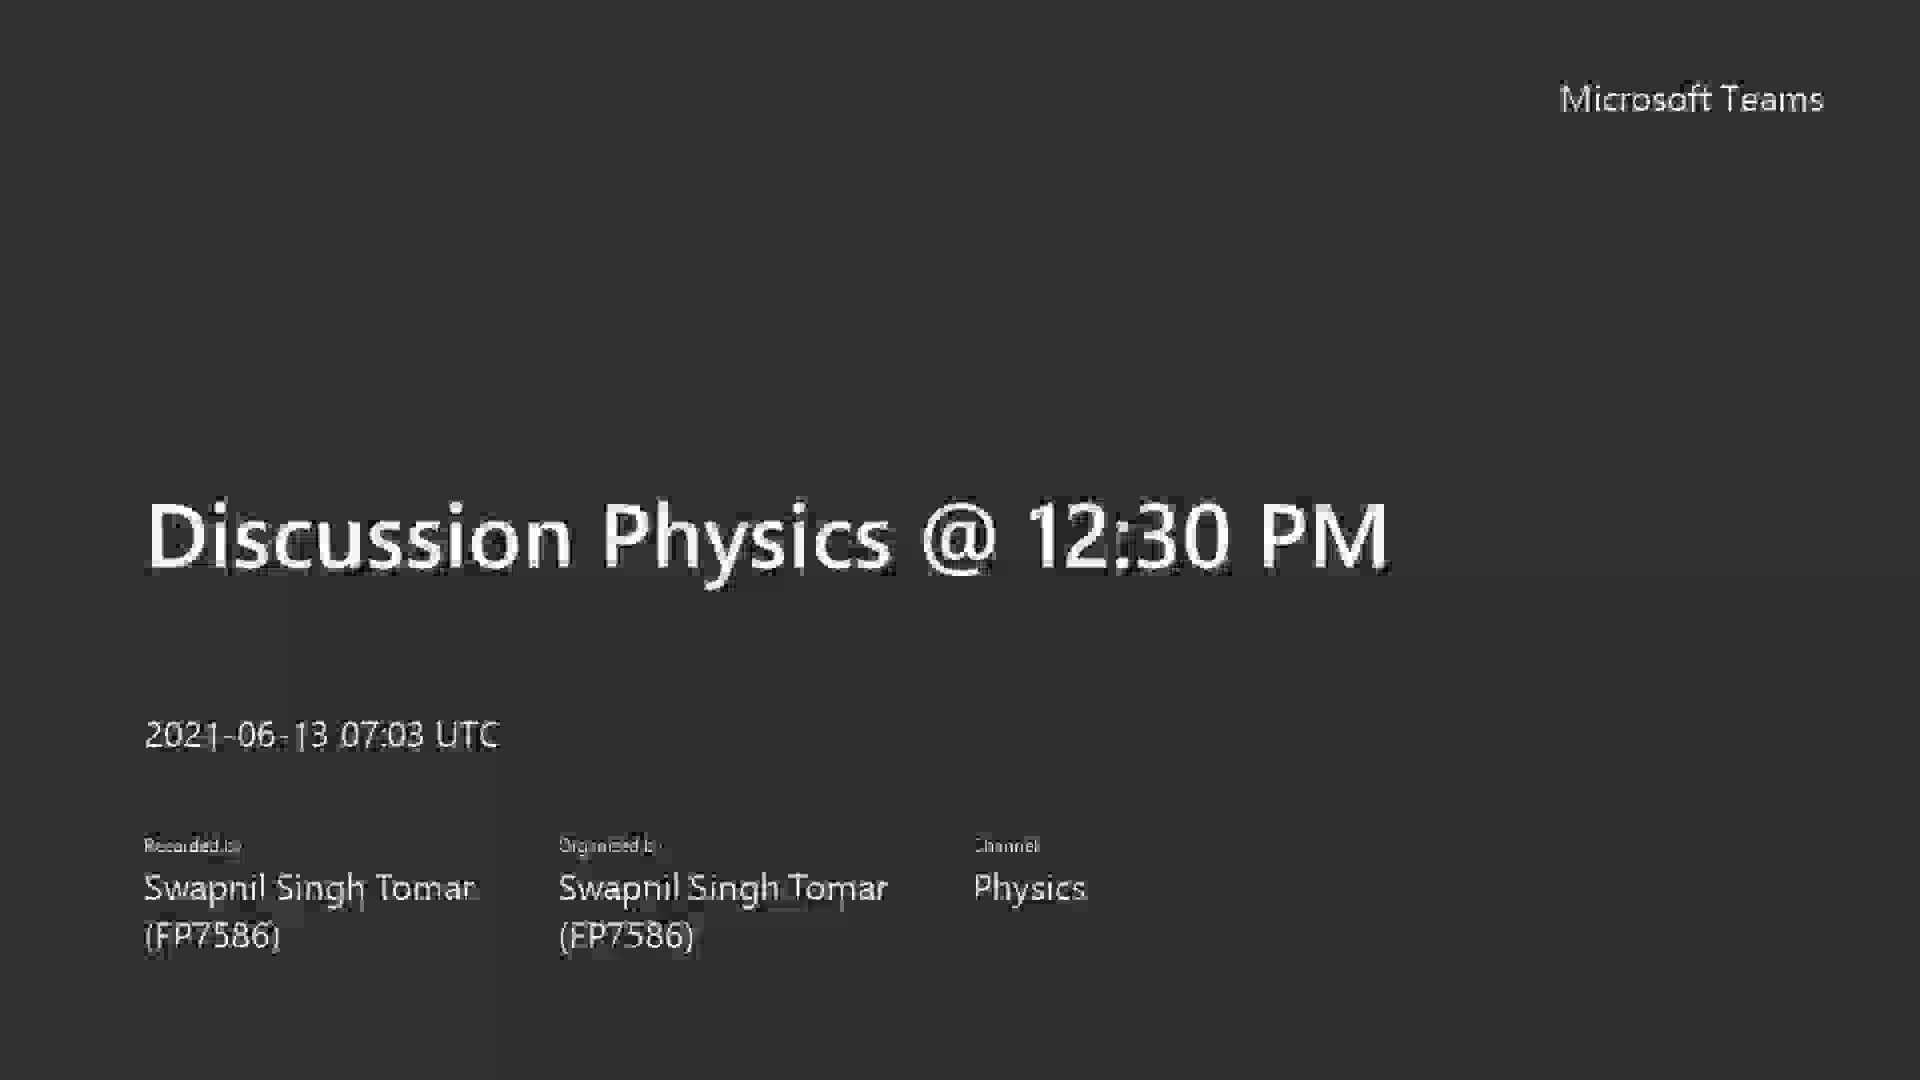 Microsoft Teams
Discussion Physics @ 12:30 PM
2021-06-13 07:03 UTC
Recorded by
Organized by
Channel
Swapnil Singh Tomar
Swapnil Singh Tomar
Physics
(FP7586)
(FP7586)